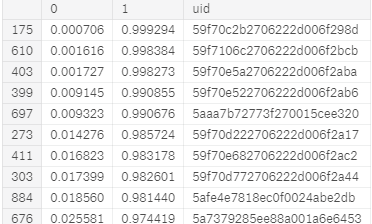 0 1 uid
175 0.000706 0.999294 59f70c2b2706222d006f298d
610 0.001616 0.998384 59f7106c2706222d006f2bcb
403 0.001727 0.998273 59f70e5a2706222d006f2aba
399 0.009145 0.990855 59f70e522706222d006f2ab6
697 0.009323 0.990676 5aaa7b72773f270015cee320
273 0.014276 0.985724 59f70d222706222d006f2a17
411 0.016823 0.983178 59f70e682706222d006f2ac2
303 0.017399 0.982601 59f70d772706222d006f2a44
884 0.018560 0.981440 5afe4e7818ec0f0024abe2db
676 0.025581 0.974419 5a7379285ee88a001a6e6453